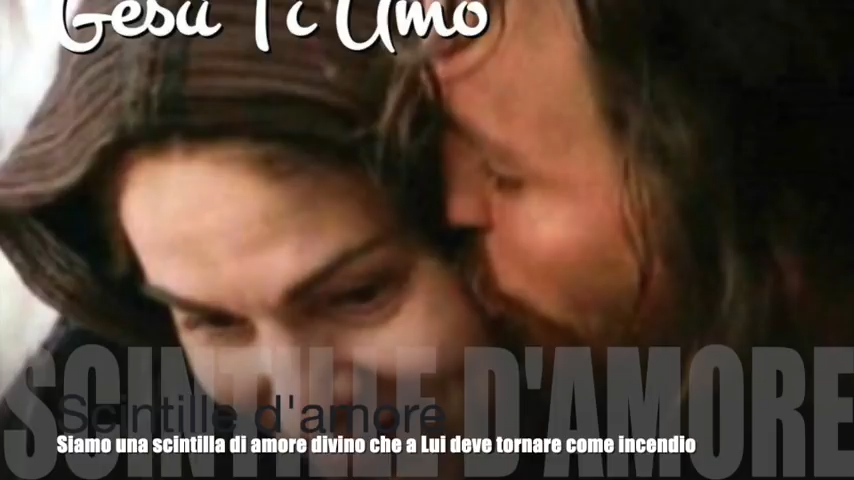 Gesù Ti Amo
SCINTILLE D'AMORE
Scintille d'amore
Siamo una scintilla di amore divino che a Lui deve tornare come incendio